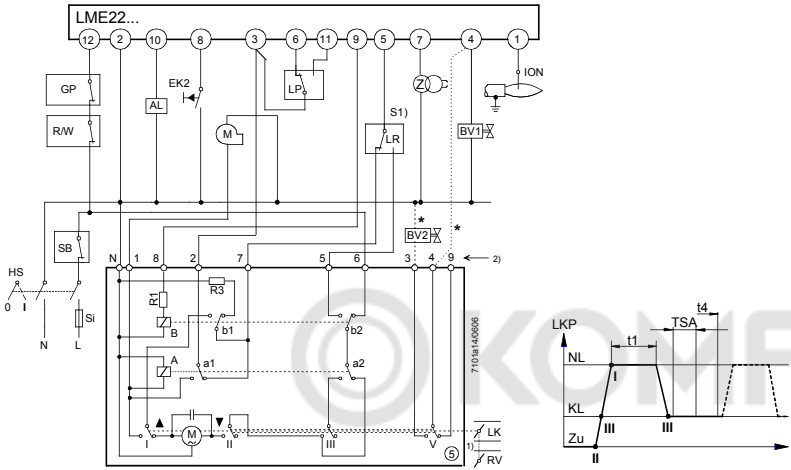 LME22...
12 2 10 8 3 6 11 9 5 7 4 1
ION
EK2
GP
AL
LP
Z
R/W
M
S1)
LR
BV1
*
*
BV2
SB
N 1 8 2 7 5 6 3 4 9 2)
HS
0 I
Si
N L
R1
R3
B
b1
b2
A
a1
a2
I
M
~
II
III
V
5
LK
1)
RV
7101a14/0606
KOMF
LKP
t1
TSA
t4
NL
I
KL
III
III
Zu
II